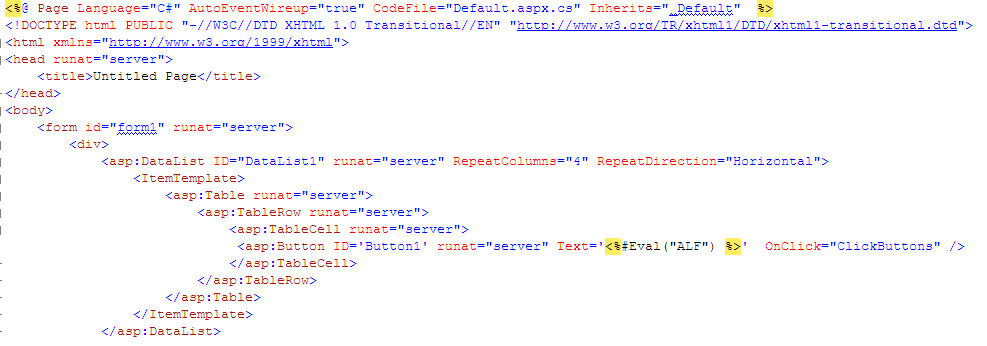 <%@ Page Language="C#" AutoEventWireup="true" CodeFile="Default.aspx.cs" Inherits="_Default" %>
<!DOCTYPE html PUBLIC "-//W3C//DTD XHTML 1.0 Transitional//EN" "http://www.w3.org/TR/xhtml1/DTD/xhtml1-transitional.dtd">
<html xmlns="http://www.w3.org/1999/xhtml">
<head runat="server">
<title>Untitled Page</title>
</head>
<body>
<form id="form1" runat="server">
<div>
<asp:DataList ID="DataList1" runat="server" RepeatColumns="4" RepeatDirection="Horizontal">
<ItemTemplate>
<asp:Table runat="server">
<asp:TableRow runat="server">
<asp:TableCell runat="server">
<asp:Button ID='Button1' runat="server" Text='<%#Eval("ALF") %>' OnClick="ClickButtons" />
</asp:TableCell>
</asp:TableRow>
</asp:Table>
</ItemTemplate>
</asp:DataList>